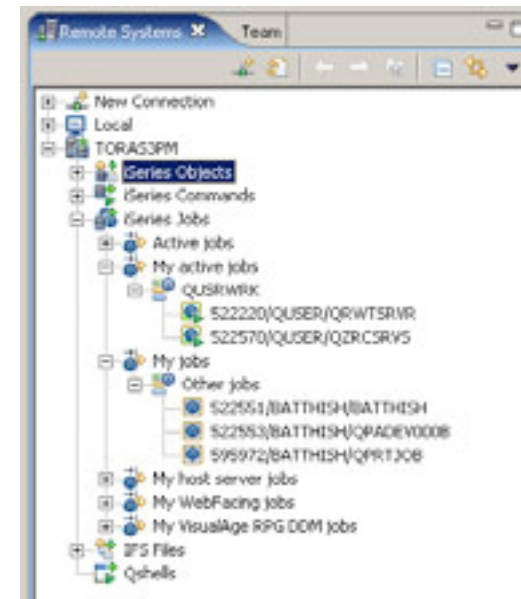 Remote Systems Team
New Connection
Local
TORAS3PM
iSeries Objects
iSeries Commands
iSeries Jobs
Active jobs
My active jobs
QUSRWRK
522220/QUSER/QRWTSRVR
522570/QUSER/QZRCSRVS
My jobs
Other jobs
522551/BATTHISH/BATTHISH
522553/BATTHISH/QPADEV000B
595972/BATTHISH/QPRTJOB
My host server jobs
My WebFacing jobs
My VisualAge RPG DDM jobs
IFS Files
Qshells